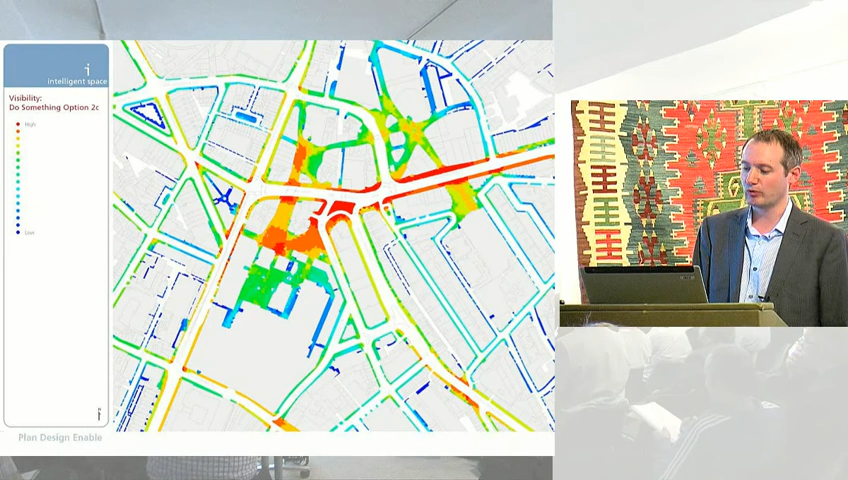 i
intelligent space
Visibility:
Do Something Option 2c
High
Low
i
Plan Design Enable